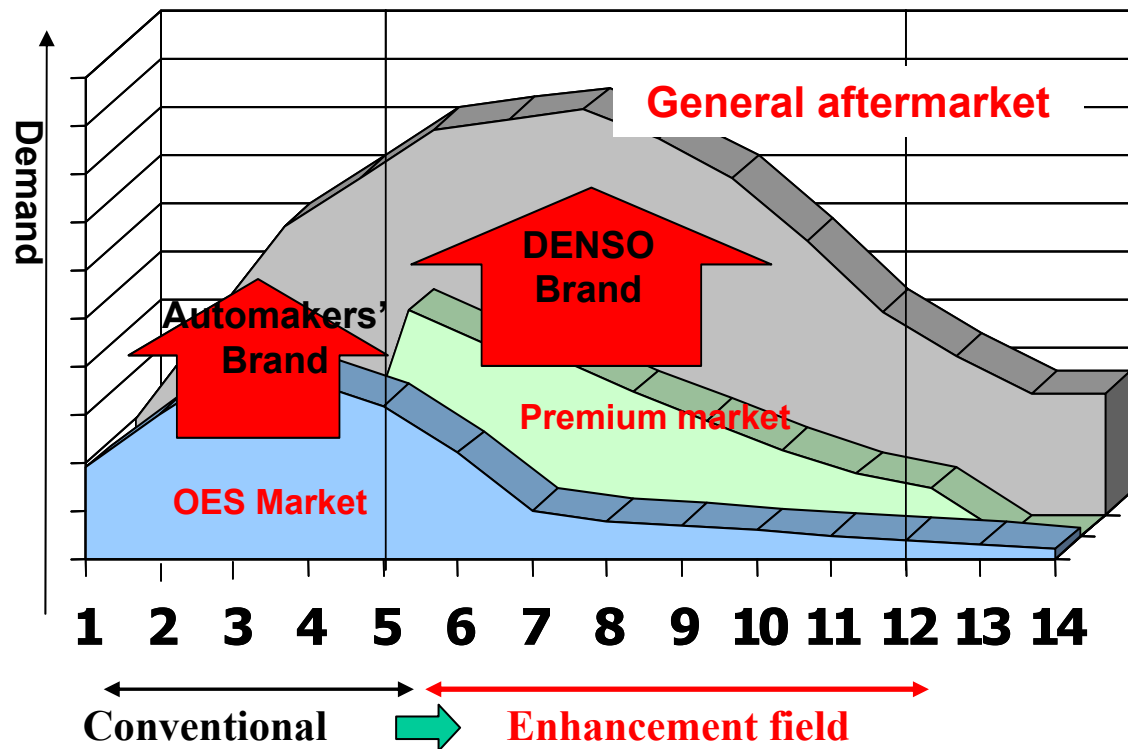 General aftermarket
Demand
DENSO
Brand
Automakers’
Brand
Premium market
OES Market
1 2 3 4 5 6 7 8 9 10 11 12 13 14
Conventional
Enhancement field